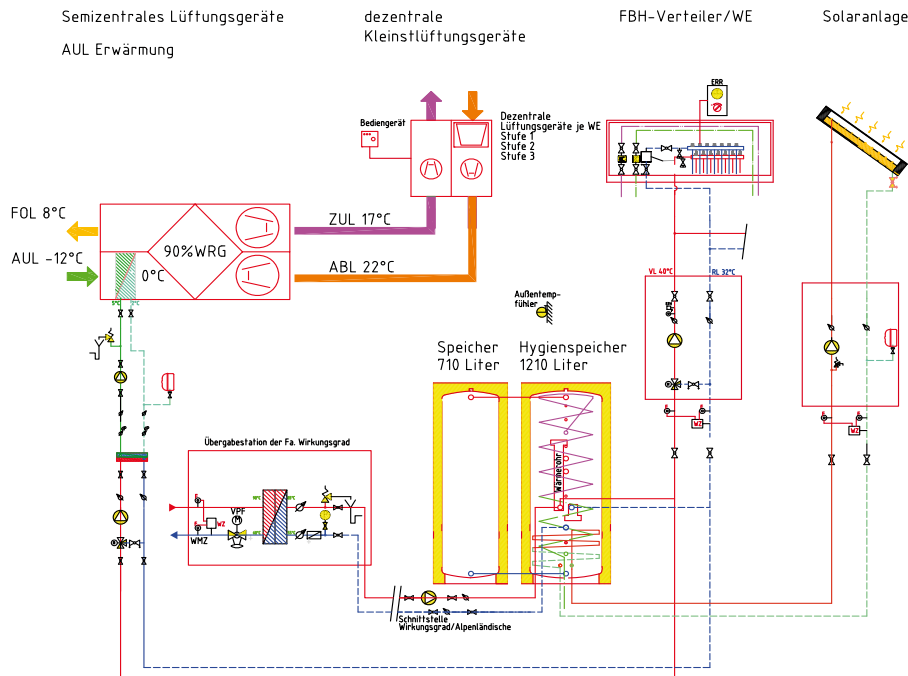 Semizentrales Lüftungsgeräte
AUL Erwärmung
dezentrale
Kleinstlüftungsgeräte
FBH-Verteiler/WE
Solaranlage
ERR
Bediengerät
Dezentrale
Lüftungsgeräte je WE
Stufe 1
Stufe 2
Stufe 3
FOL 8°C
AUL -12°C
90%WRG
0°C
ZUL 17°C
ABL 22°C
VL 40°C
RL 32°C
Außentemp-
fühler
Speicher
710 Liter
Hygienspeicher
1210 Liter
Wärmerohr
WZ
WZ
Übergabestation der Fa. Wirkungsgrad
VPF
M
WZ
WMZ
Schnittstelle
Wirkungsgrad/Alpenländische